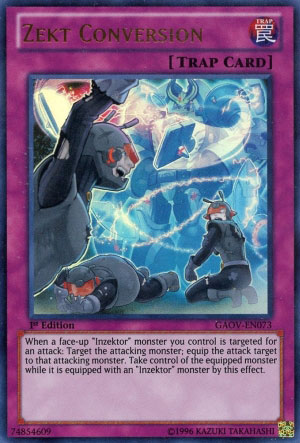 Zekt Conversion
TRAP
罠
[TRAP CARD]
1st Edition
GAOV-EN073
When a face-up "Inzektor" monster you control is targeted for
an attack: Target the attacking monster; equip the attack target
to that attacking monster. Take control of the equipped monster
while it is equipped with an "Inzektor" monster by this effect.
74854609
©1996 KAZUKI TAKAHASHI